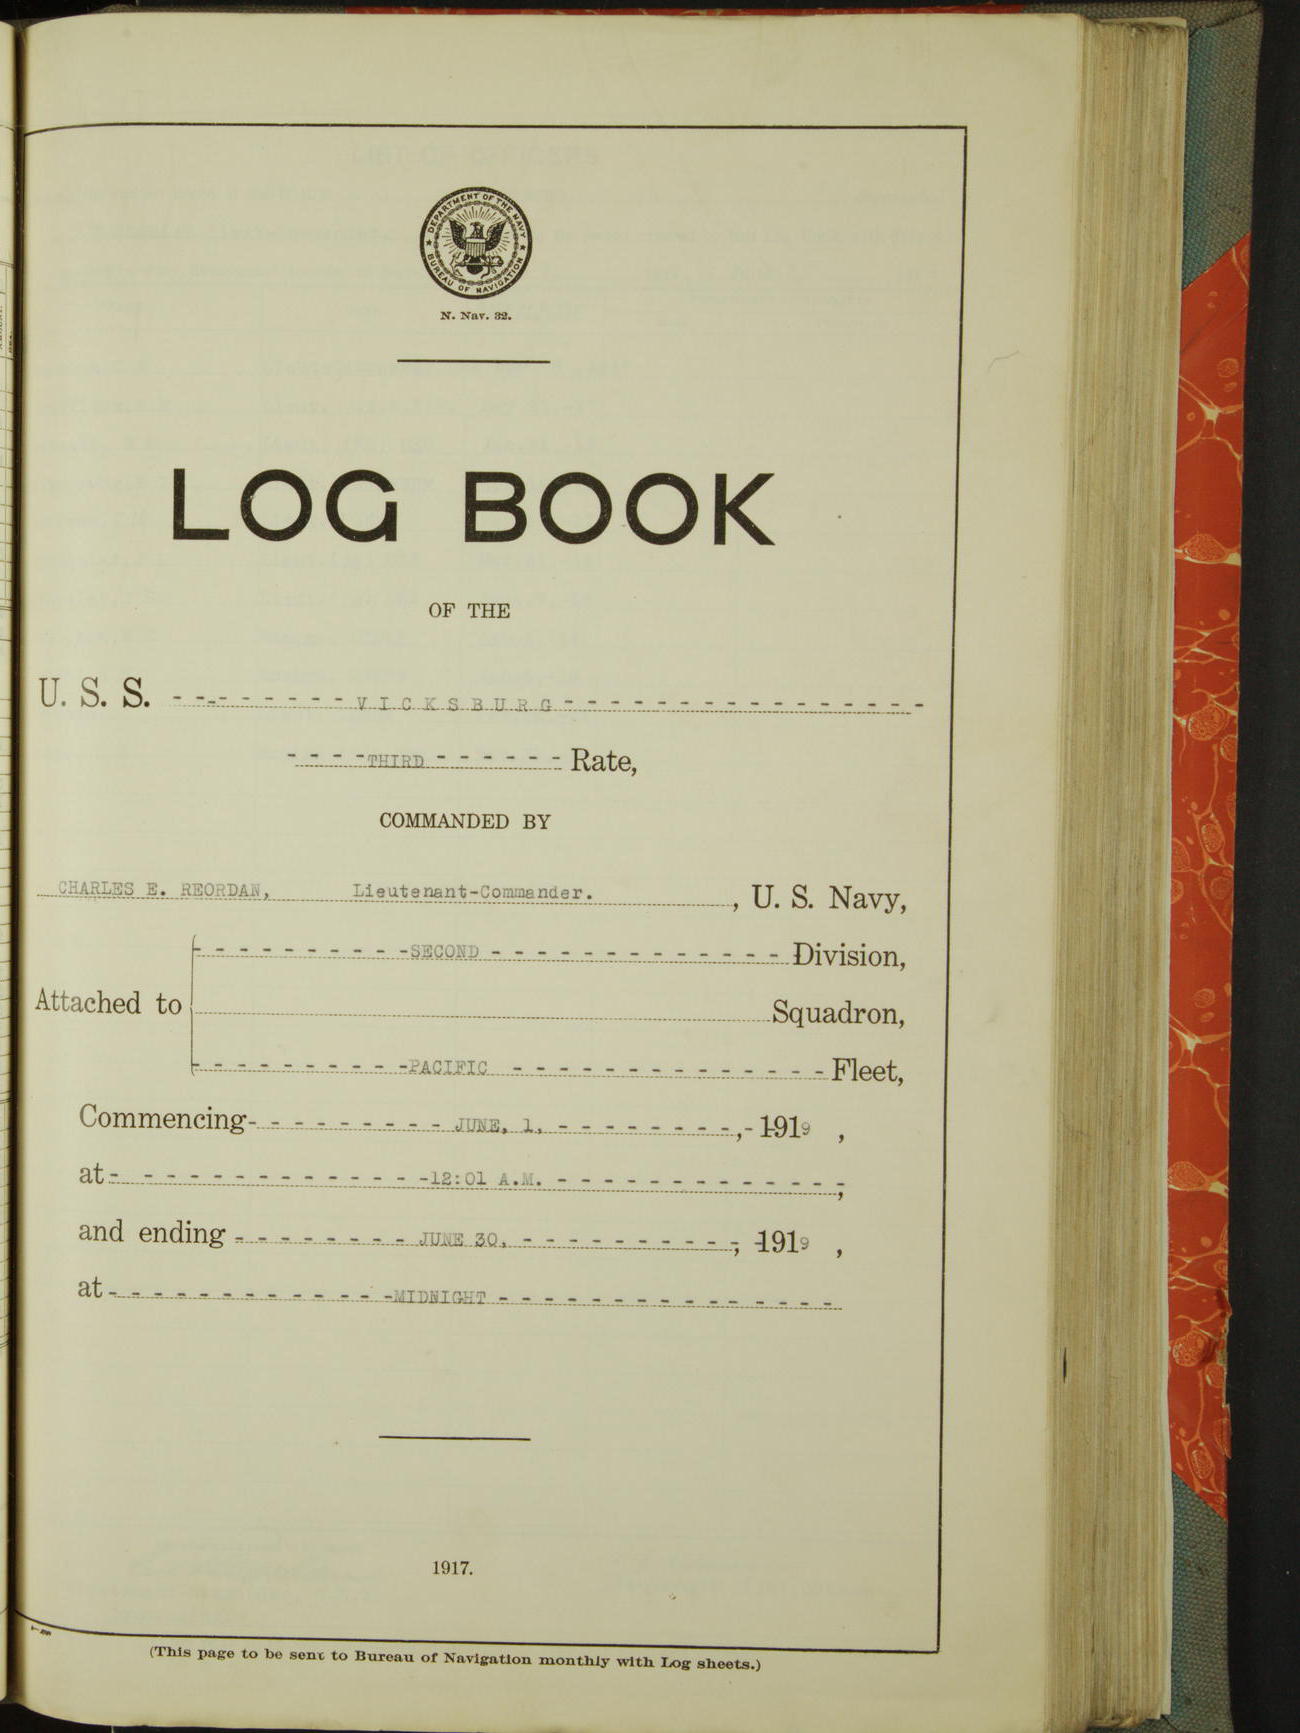 DEPARTMENT OF THE NAVY
BUREAU OF NAVIGATION
N. Nav. 32.
LOG BOOK
OF THE
U. S. S. - - - - - - - - VICKSBURG - - - - - - - - - - - - - - - -
- - - - THIRD - - - - - - Rate,
COMMANDED BY
CHARLES E. REORDAN, Lieutenant-Commander. , U. S. Navy,
- - - - - - - - - -SECOND - - - - - - - - - - - - - Division,
Attached to
Squadron,
- - - - - - - - - -PACIFIC - - - - - - - - - - - - - - Fleet,
Commencing- - - - - - - - - JUNE, 1, - - - - - - - -,- 1919 ,
at- - - - - - - - - - - - - -12:01 A.M. - - - - - - - - - - - - -,
and ending - - - - - - - - JUNE 30, - - - - - - - - - -, 1919 ,
at- - - - - - - - - - - - -MIDNIGHT - - - - - - - - - - - - - - -
1917.
(This page to be sent to Bureau of Navigation monthly with Log sheets.)